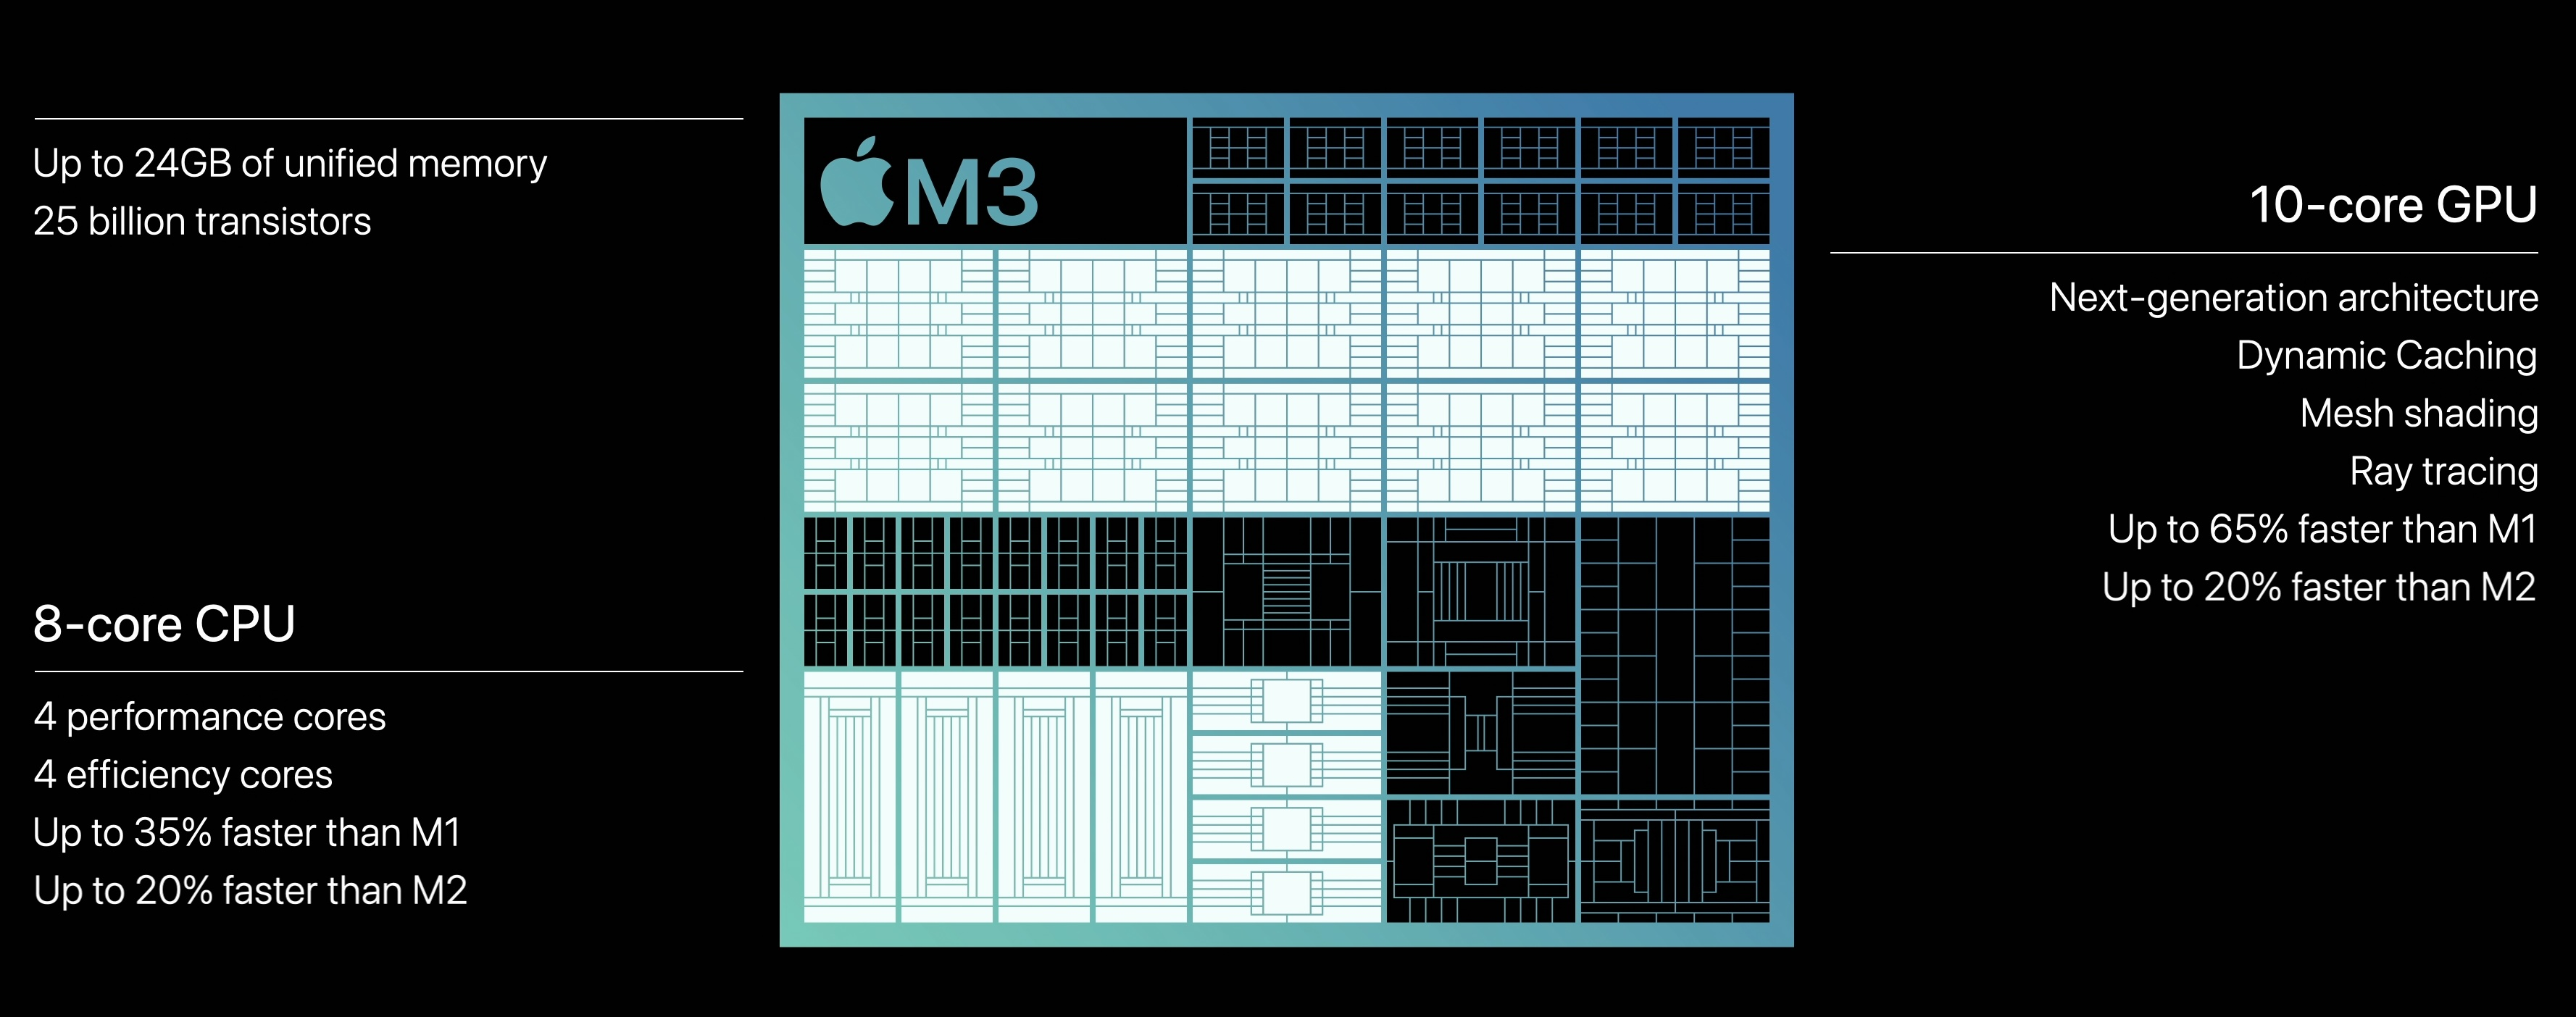 Up to 24GB of unified memory
25 billion transistors
8-core CPU
4 performance cores
4 efficiency cores
Up to 35% faster than M1
Up to 20% faster than M2
M3
10-core GPU
Next-generation architecture
Dynamic Caching
Mesh shading
Ray tracing
Up to 65% faster than M1
Up to 20% faster than M2